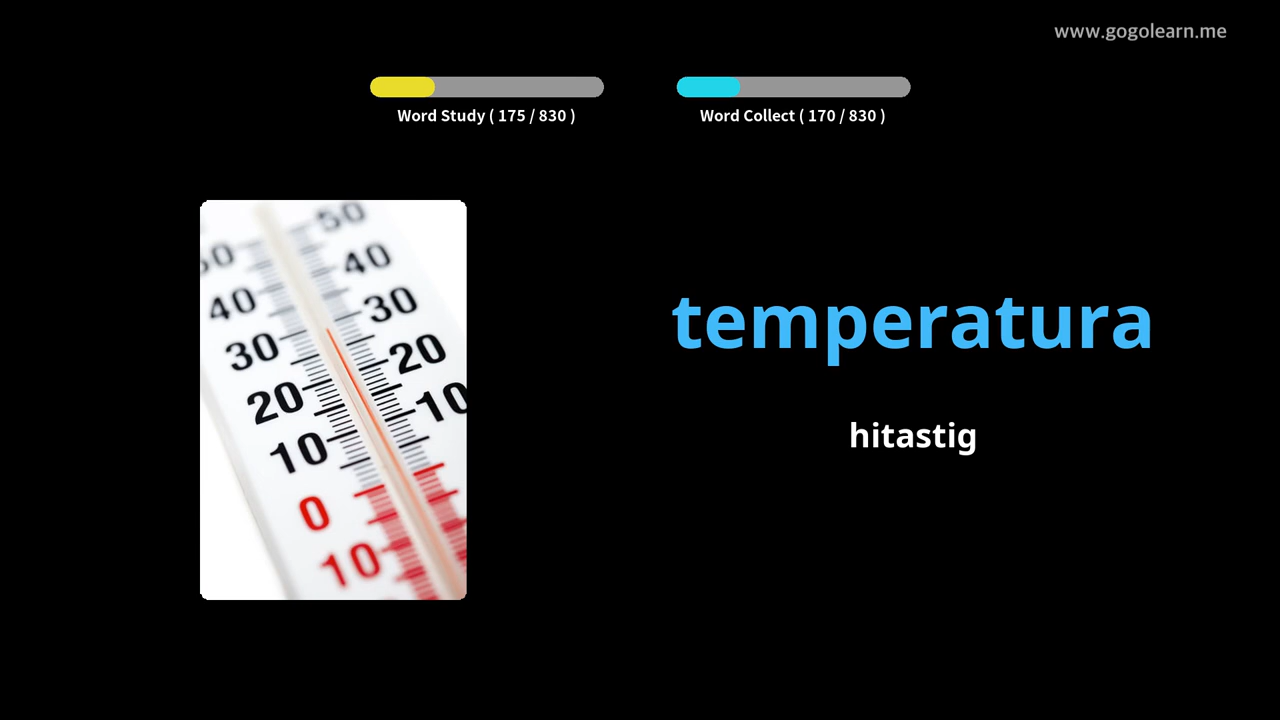 www.gogolearn.me
Word Study ( 175 / 830 )
Word Collect ( 170 / 830 )
50
40
40
30
30
20
20
10
10
0
10
temperatura
hitastig